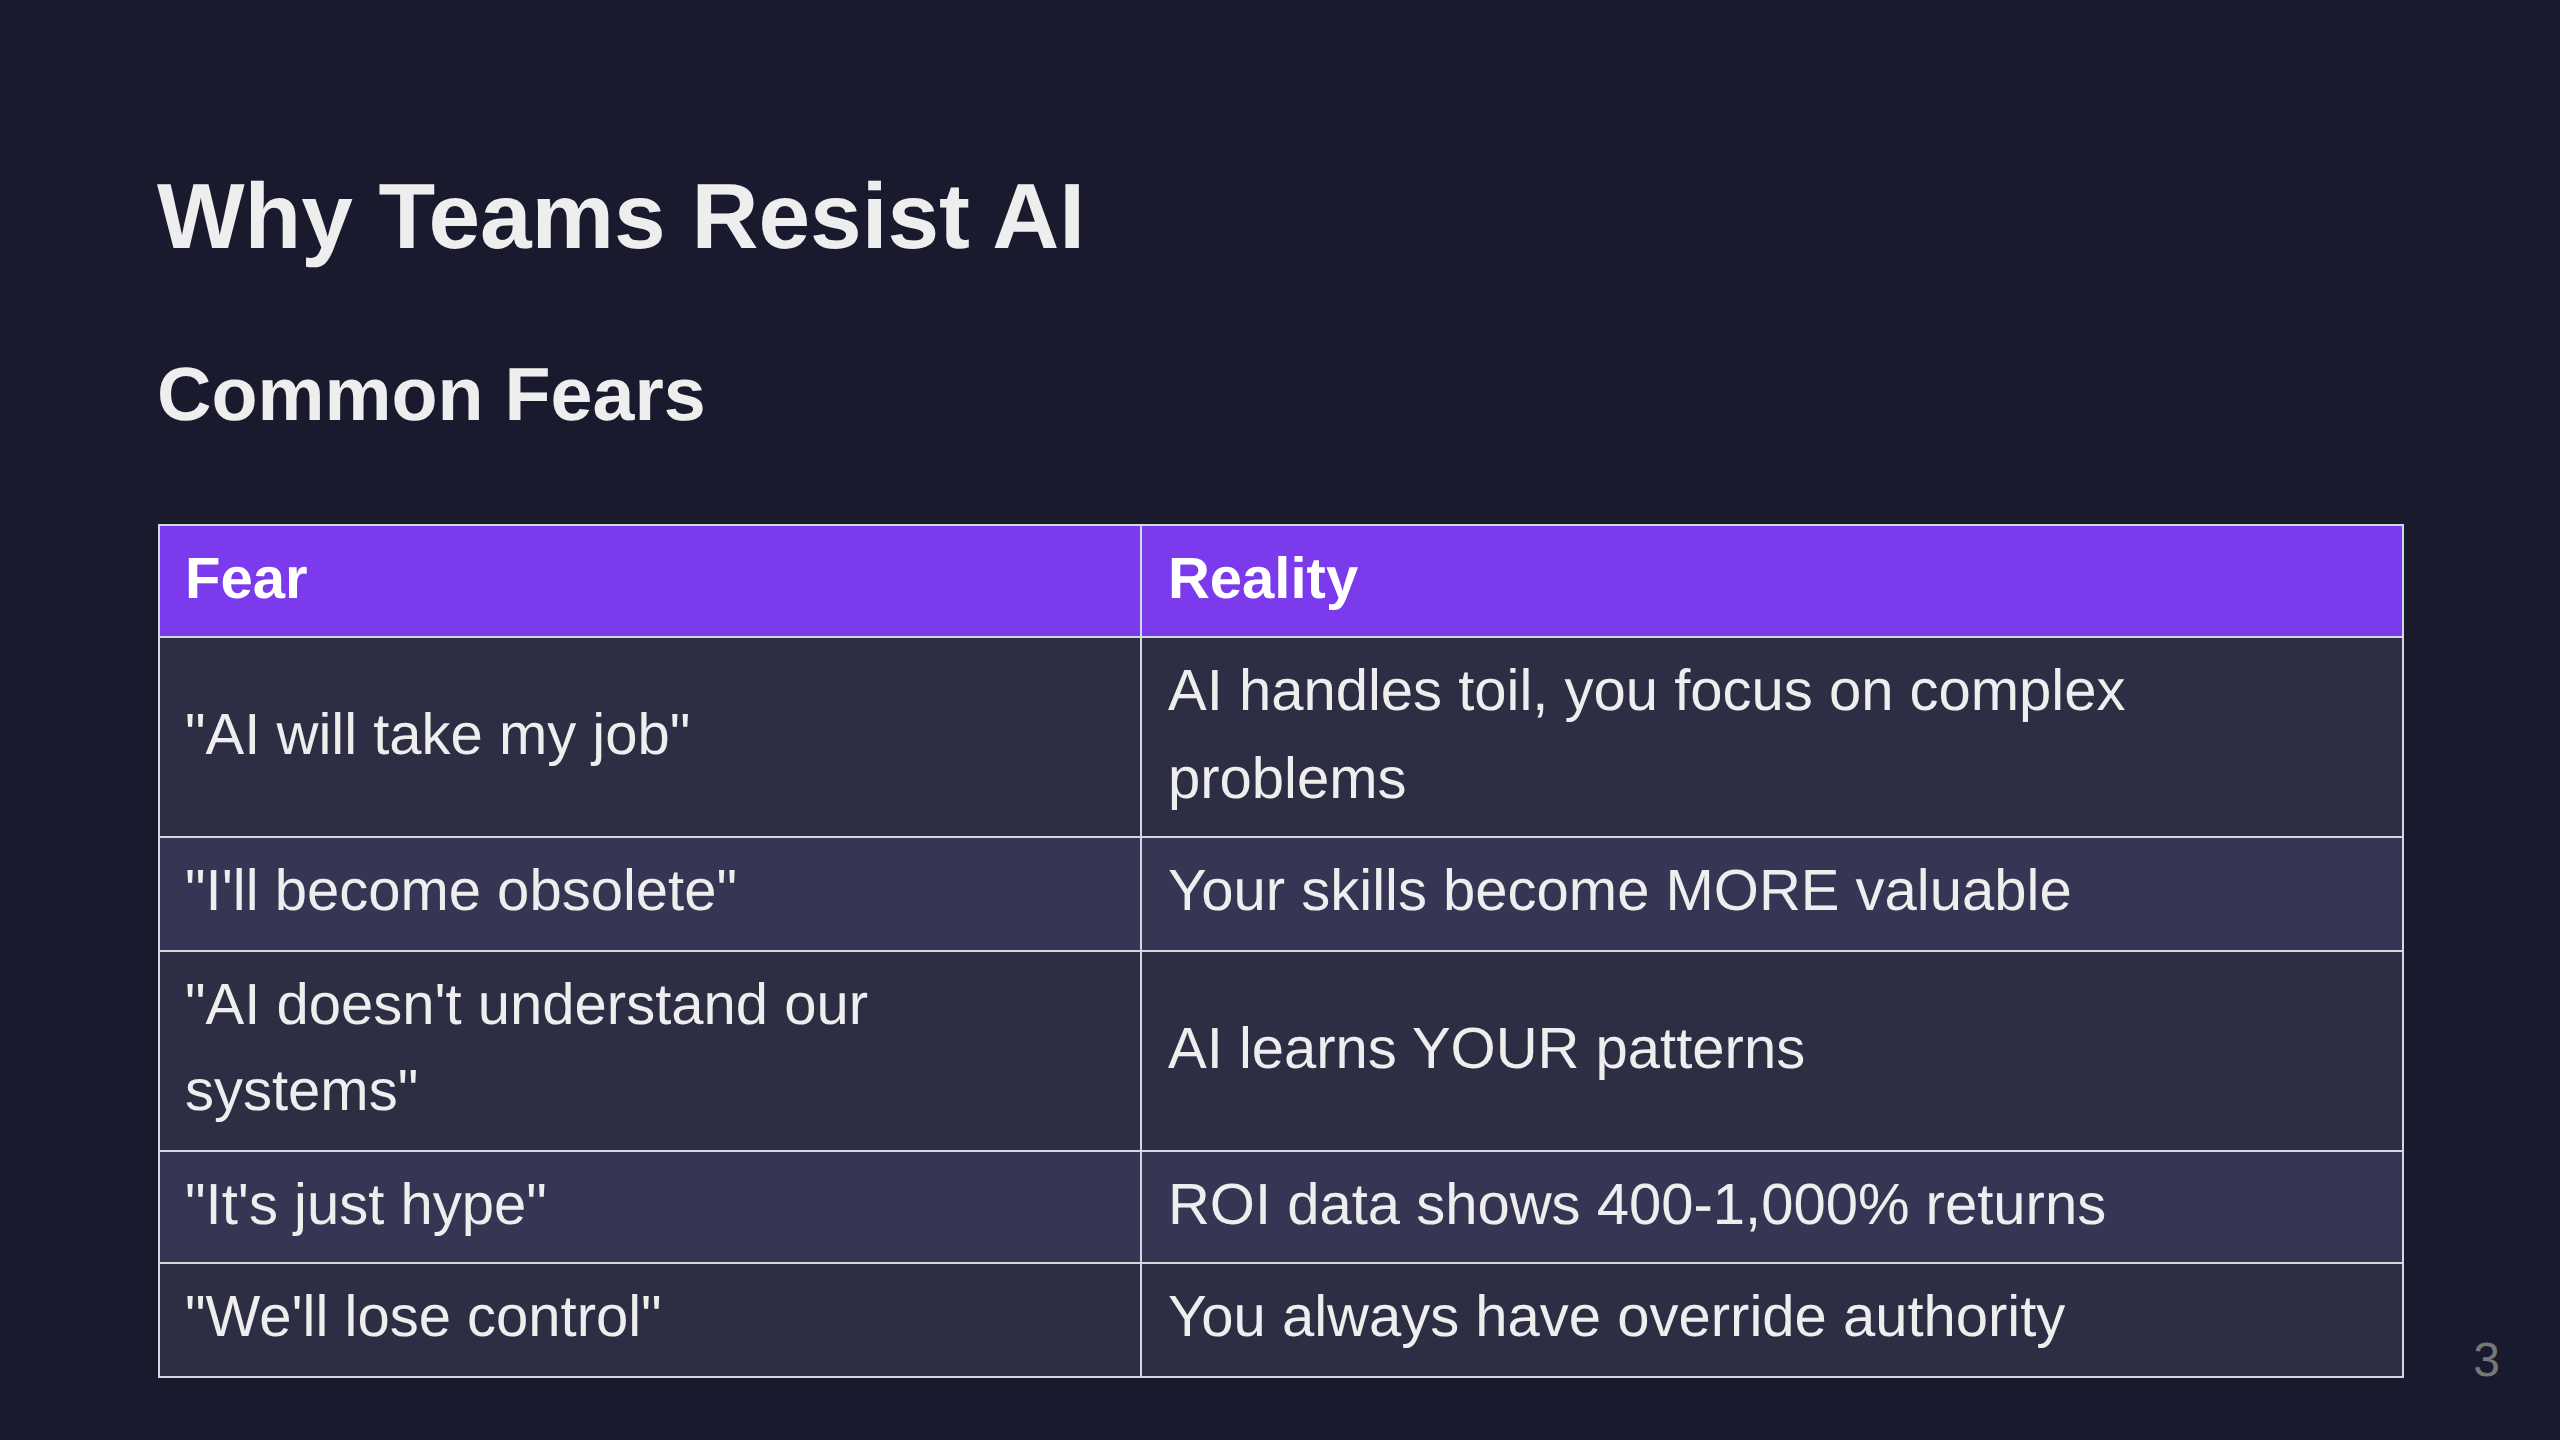 Why Teams Resist AI
Common Fears
Fear
Reality
"AI will take my job"
AI handles toil, you focus on complex
problems
"I'll become obsolete"
Your skills become MORE valuable
"AI doesn't understand our
systems"
AI learns YOUR patterns
"It's just hype"
ROI data shows 400-1,000% returns
"We'll lose control"
You always have override authority
3